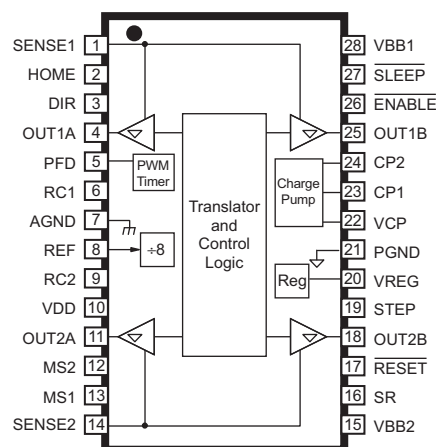 SENSE1 1
HOME 2
DIR 3
OUT1A 4
PFD 5
RC1 6
AGND 7
REF 8
RC2 9
VDD 10
OUT2A 11
MS2 12
MS1 13
SENSE2 14
PWM
Timer
÷8
Translator
and
Control
Logic
Charge
Pump
Reg
28 VBB1
27 SLEEP
26 ENABLE
25 OUT1B
24 CP2
23 CP1
22 VCP
21 PGND
20 VREG
19 STEP
18 OUT2B
17 RESET
16 SR
15 VBB2